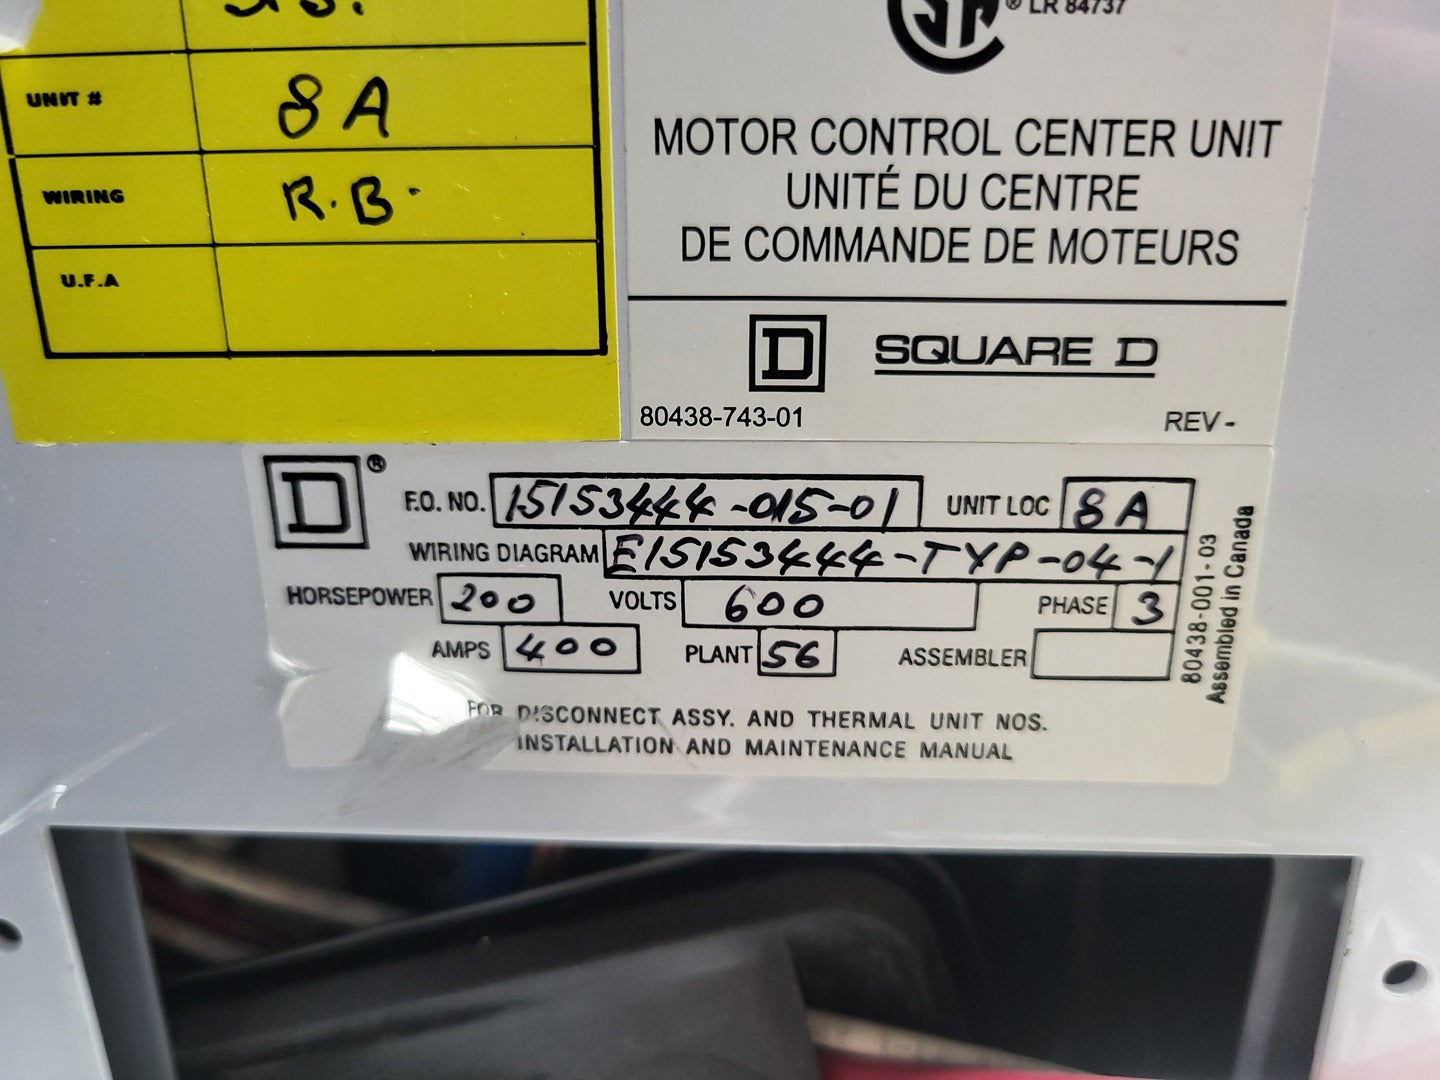 UNIT # 8 A
WIRING R.B.
U.F.A
® LR 84737
MOTOR CONTROL CENTER UNIT
UNITÉ DU CENTRE
DE COMMANDE DE MOTEURS
D SQUARE D
80438-743-01 REV -
D ®
F.O. NO. 15153444-015-01 UNIT LOC 8A
WIRING DIAGRAM E15153444-TYP-04-1
HORSEPOWER 200 VOLTS 600 PHASE 3
AMPS 400 PLANT 56 ASSEMBLER
FOR DISCONNECT ASSY. AND THERMAL UNIT NOS.
INSTALLATION AND MAINTENANCE MANUAL
80438-001-03
Assembled in Canada